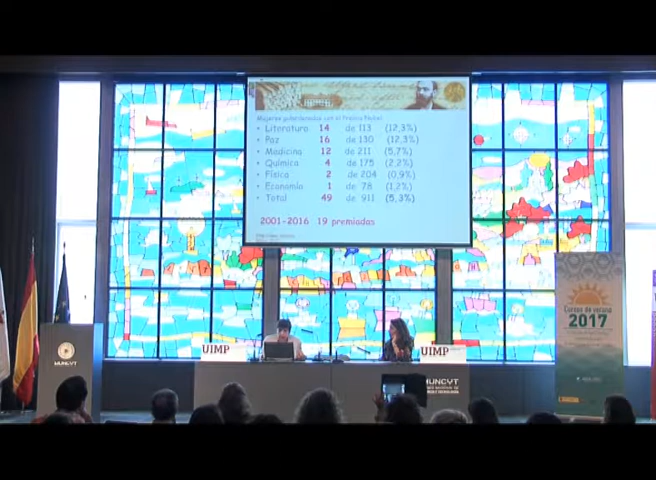 Mujeres galardonadas con el Premio Nobel
• Literatura 14 de 113 (12,3%)
• Paz 16 de 130 (12,3%)
• Medicina 12 de 211 (5,7%)
• Química 4 de 175 (2,2%)
• Física 2 de 204 (0,9%)
• Economía 1 de 78 (1,2%)
• Total 49 de 911 (5,3%)
2001-2016 19 premiadas
Cursos de verano
2017
UIMP
UIMP
MUNCYT
MUNCYT